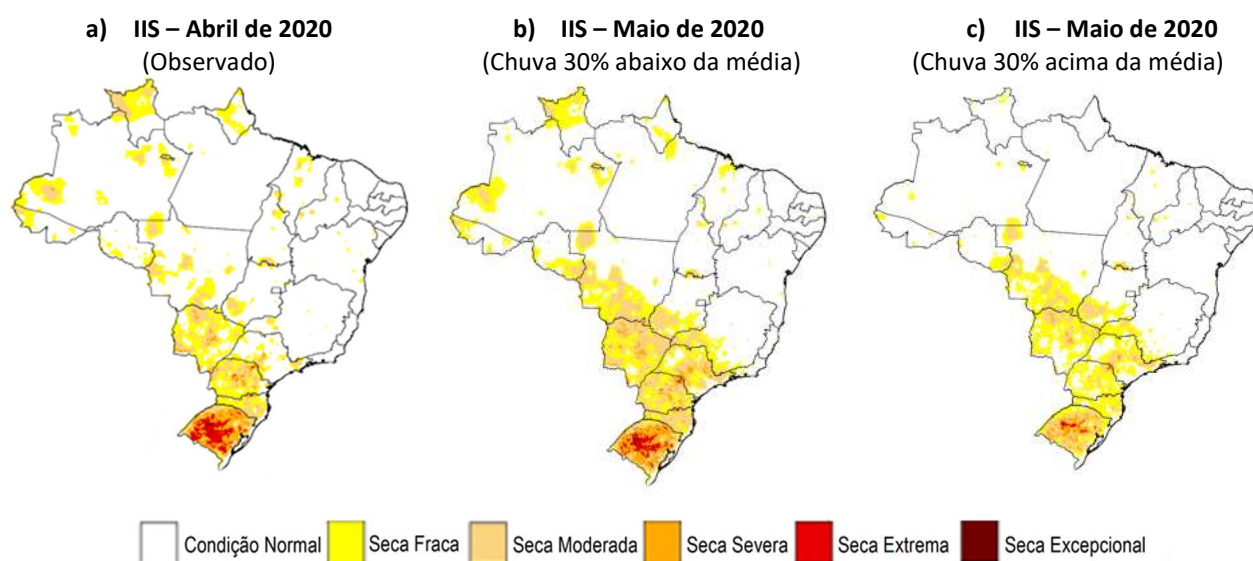 a) IIS – Abril de 2020
(Observado)
b) IIS – Maio de 2020
(Chuva 30% abaixo da média)
c) IIS – Maio de 2020
(Chuva 30% acima da média)
Condição Normal
Seca Fraca
Seca Moderada
Seca Severa
Seca Extrema
Seca Excepcional